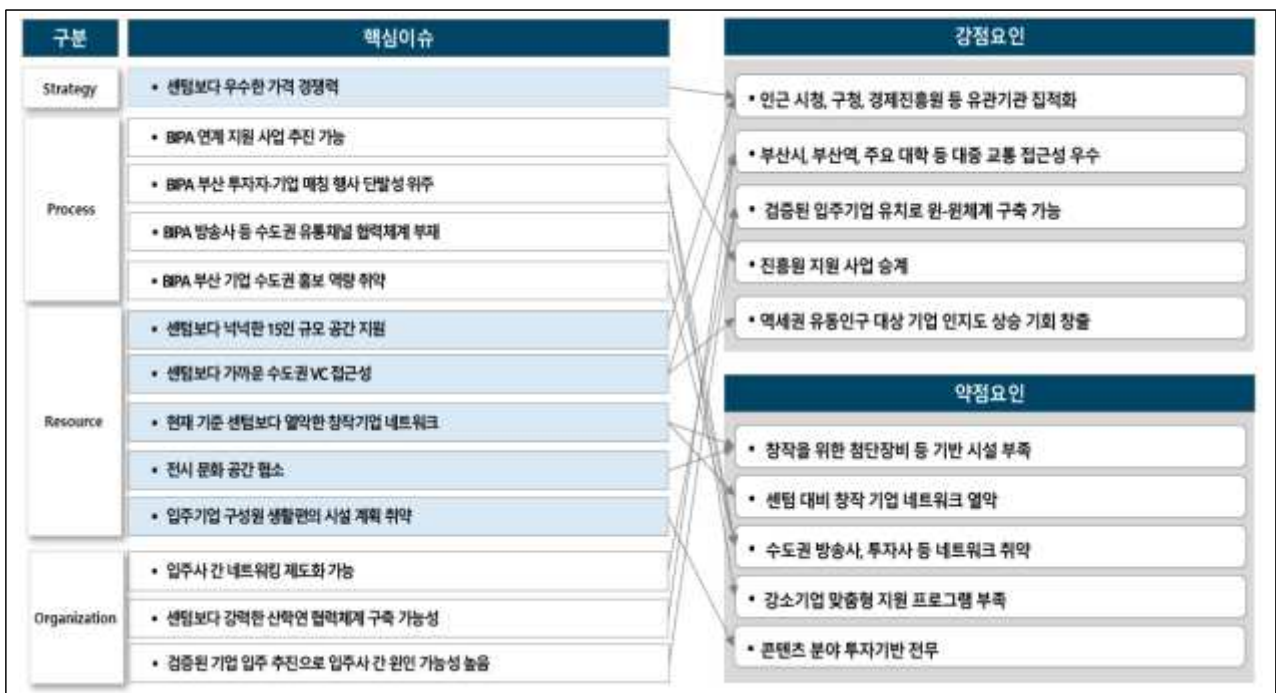 구분
핵심이슈
Strategy
• 센텀보다 우수한 가격 경쟁력
Process
• BIPA 연계 지원 사업 추진 가능
• BIPA 부산 투자자-기업 매칭 행사 단발성 위주
• BIPA 방송사 등 수도권 유통채널 협력체계 부재
• BIPA 부산 기업 수도권 홍보 역량 취약
Resource
• 센텀보다 넉넉한 15인 규모 공간 지원
• 센텀보다 가까운 수도권 VC 접근성
• 현재 기준 센텀보다 열악한 창작기업 네트워크
• 전시 문화 공간 협소
• 입주기업 구성원 생활편의 시설 계획 취약
Organization
• 입주사 간 네트워킹 제도화 가능
• 센텀보다 강력한 산학연 협력체계 구축 가능성
• 검증된 기업 입주 추진으로 입주사 간 윈인 가능성 높음
강점요인
• 인근 시청, 구청, 경제진흥원 등 유관기관 집적화
• 부산시, 부산역, 주요 대학 등 대중 교통 접근성 우수
• 검증된 입주기업 유치로 윈-윈체계 구축 가능
• 진흥원 지원 사업 승계
• 역세권 유동인구 대상 기업 인지도 상승 기회 창출
약점요인
• 창작을 위한 첨단장비 등 기반 시설 부족
• 센텀 대비 창작 기업 네트워크 열악
• 수도권 방송사, 투자사 등 네트워크 취약
• 강소기업 맞춤형 지원 프로그램 부족
• 콘텐츠 분야 투자기반 전무